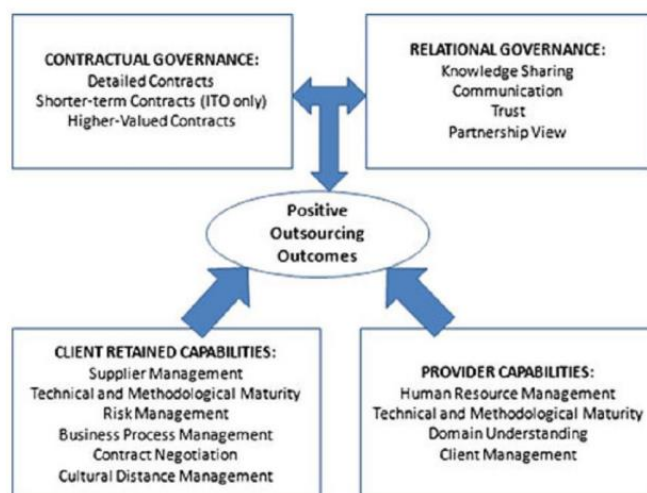 CONTRACTUAL GOVERNANCE:
Detailed Contracts
Shorter-term Contracts (ITO only)
Higher-Valued Contracts
RELATIONAL GOVERNANCE:
Knowledge Sharing
Communication
Trust
Partnership View
Positive
Outsourcing
Outcomes
CLIENT RETAINED CAPABILITIES:
Supplier Management
Technical and Methodological Maturity
Risk Management
Business Process Management
Contract Negotiation
Cultural Distance Management
PROVIDER CAPABILITIES:
Human Resource Management
Technical and Methodological Maturity
Domain Understanding
Client Management